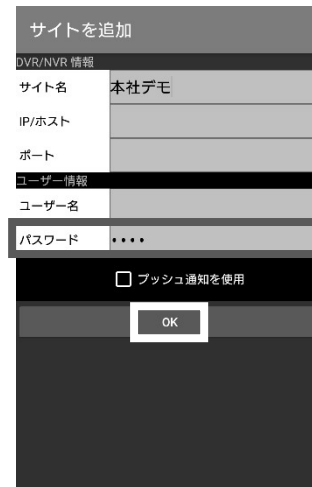 サイトを追加
DVR/NVR 情報
サイト名 本社デモ
IP/ホスト
ポート
ユーザー情報
ユーザー名
パスワード ••••
プッシュ通知を使用
OK